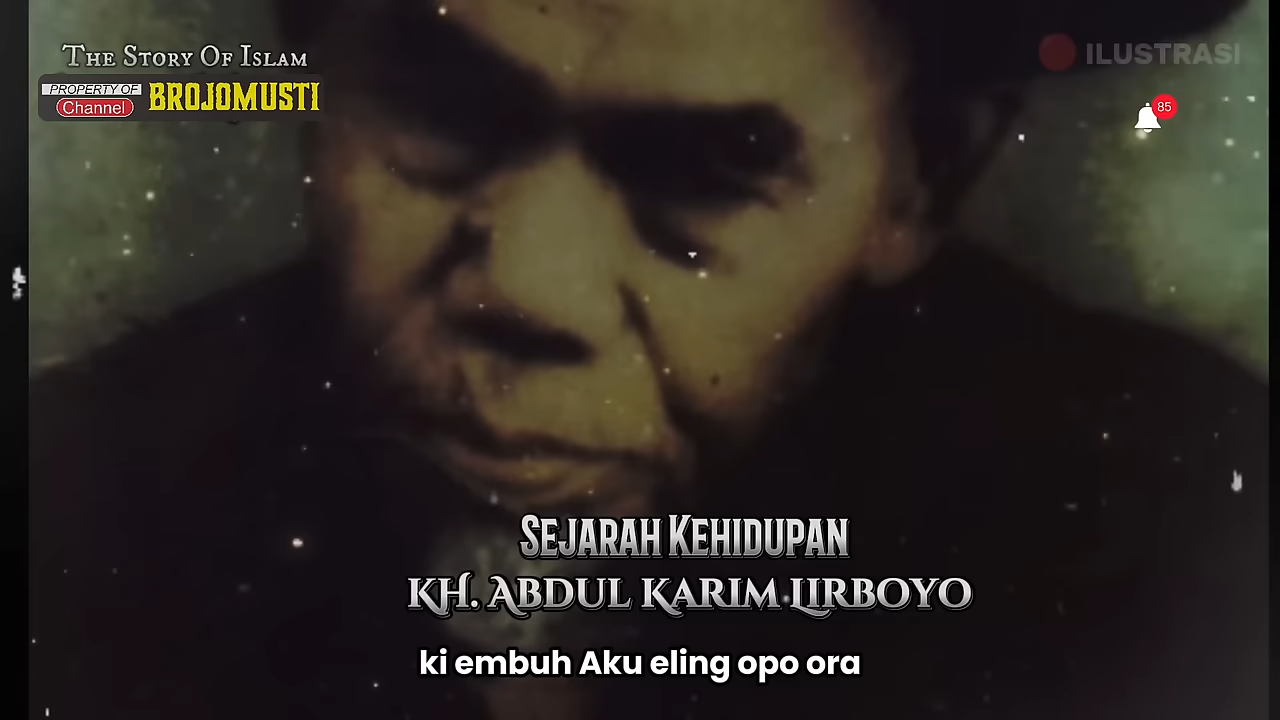 The Story Of Islam
PROPERTY OF
Channel
BROJOMUSTI
ILUSTRASI
85
Sejarah Kehidupan
KH. Abdul Karim Lirboyo
ki embuh Aku eling opo ora